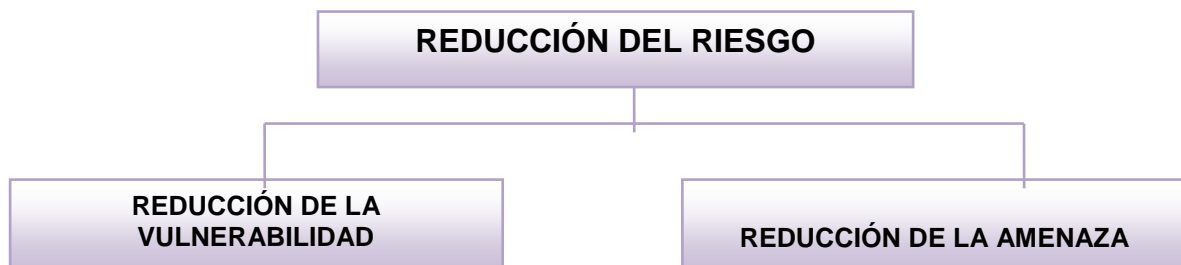 REDUCCIÓN DEL RIESGO
REDUCCIÓN DE LA
VULNERABILIDAD
REDUCCIÓN DE LA AMENAZA